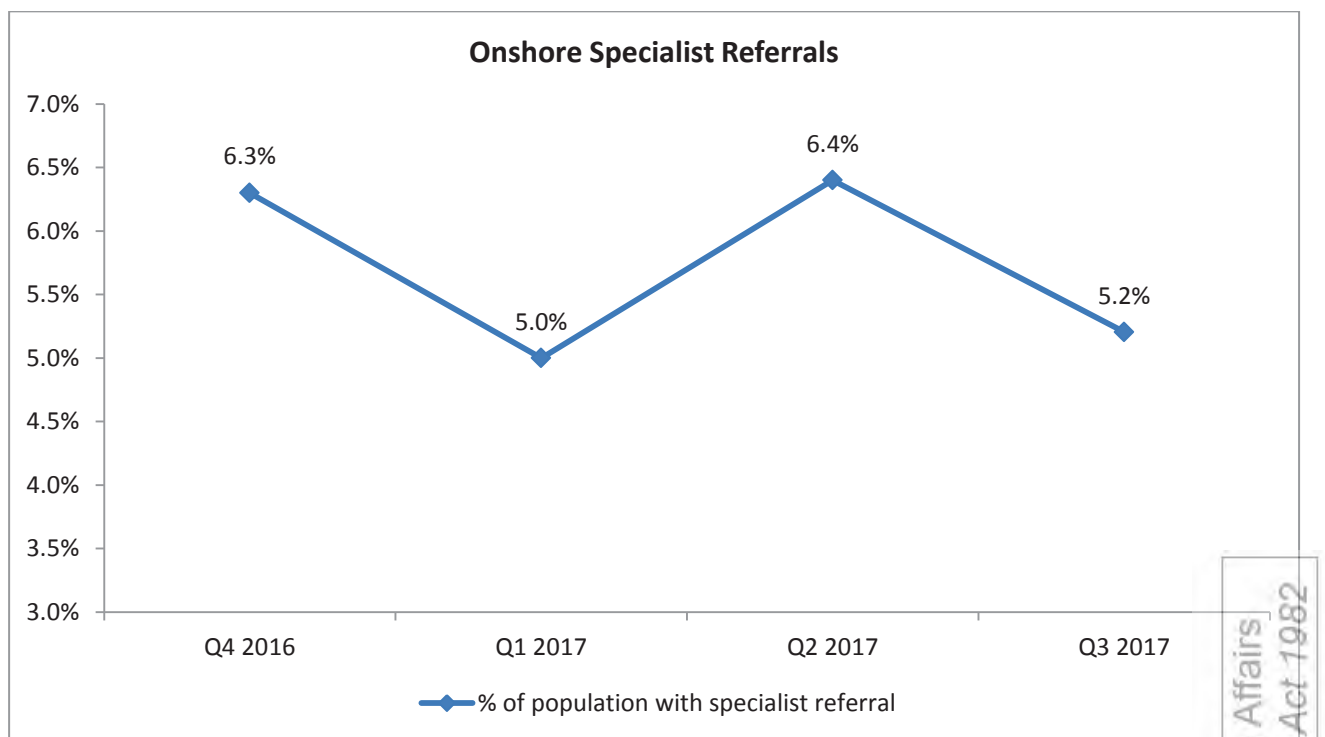 Onshore Specialist Referrals
7.0%
6.5%
6.0%
5.5%
5.0%
4.5%
4.0%
3.5%
3.0%
6.3%
5.0%
6.4%
5.2%
Q4 2016
Q1 2017
Q2 2017
Q3 2017
% of population with specialist referral
Affairs
Act 1982